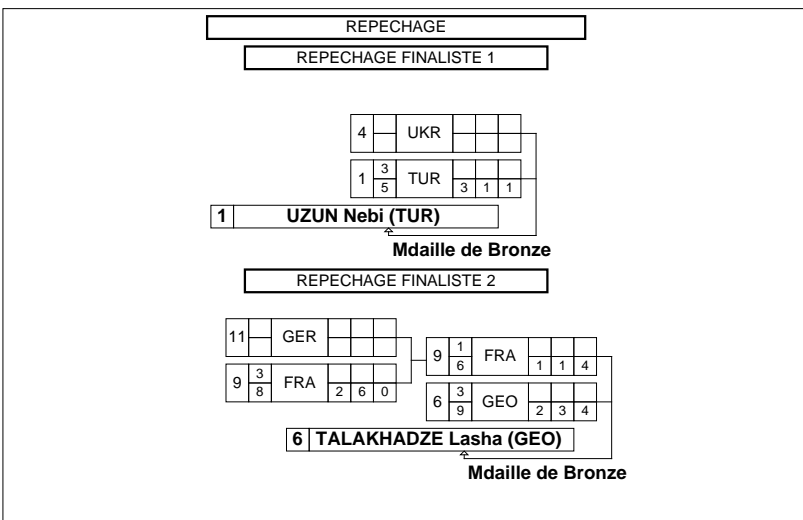 REPECHAGE
REPECHAGE FINALISTE 1
4 UKR
1 3 5 TUR 3 1 1
1 UZUN Nebi (TUR)
Mdaille de Bronze
REPECHAGE FINALISTE 2
11 GER
9 3 8 FRA 2 6 0
9 1 6 FRA 1 1 4
6 3 9 GEO 2 3 4
6 TALAKHADZE Lasha (GEO)
Mdaille de Bronze